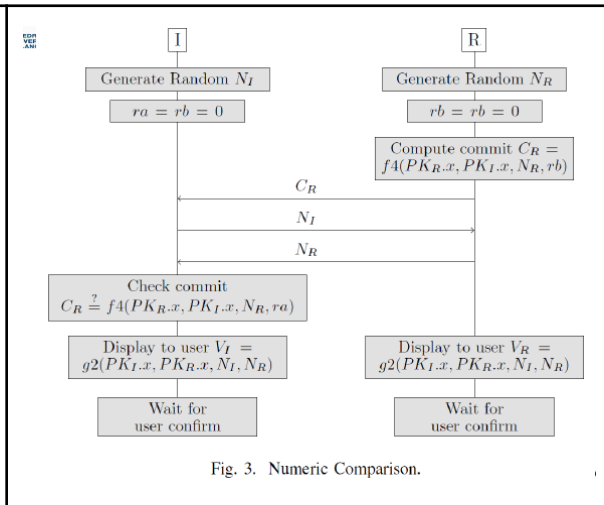 I
R
Generate Random N_I
Generate Random N_R
ra = rb = 0
rb = rb = 0
Compute commit C_R =
f4(PK_R.x, PK_I.x, N_R, rb)
C_R
N_I
N_R
Check commit
C_R ≟ f4(PK_R.x, PK_I.x, N_R, ra)
Display to user V_I =
g2(PK_I.x, PK_R.x, N_I, N_R)
Display to user V_R =
g2(PK_I.x, PK_R.x, N_I, N_R)
Wait for
user confirm
Wait for
user confirm
Fig. 3. Numeric Comparison.